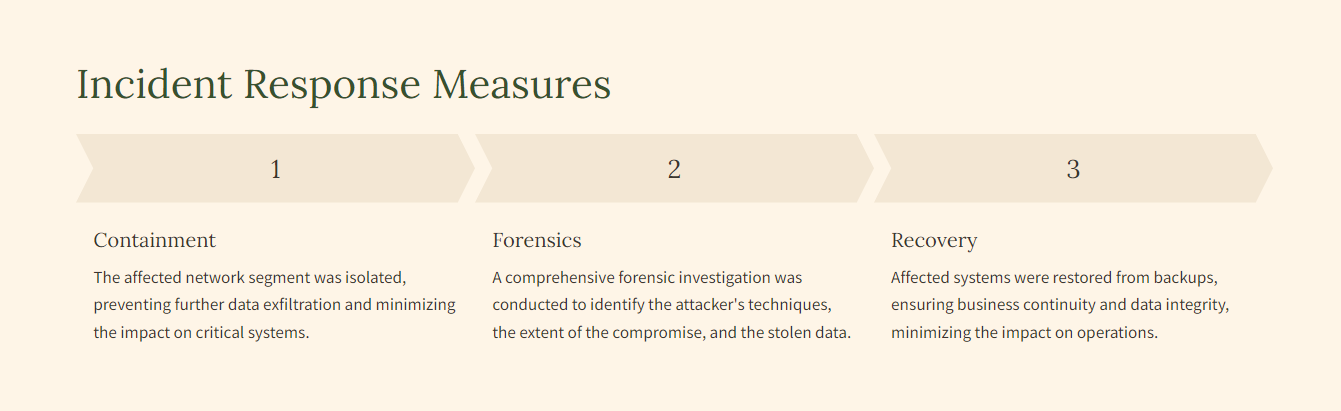 Incident Response Measures
1
2
3
Containment
The affected network segment was isolated,
preventing further data exfiltration and minimizing
the impact on critical systems.
Forensics
A comprehensive forensic investigation was
conducted to identify the attacker's techniques,
the extent of the compromise, and the stolen data.
Recovery
Affected systems were restored from backups,
ensuring business continuity and data integrity,
minimizing the impact on operations.